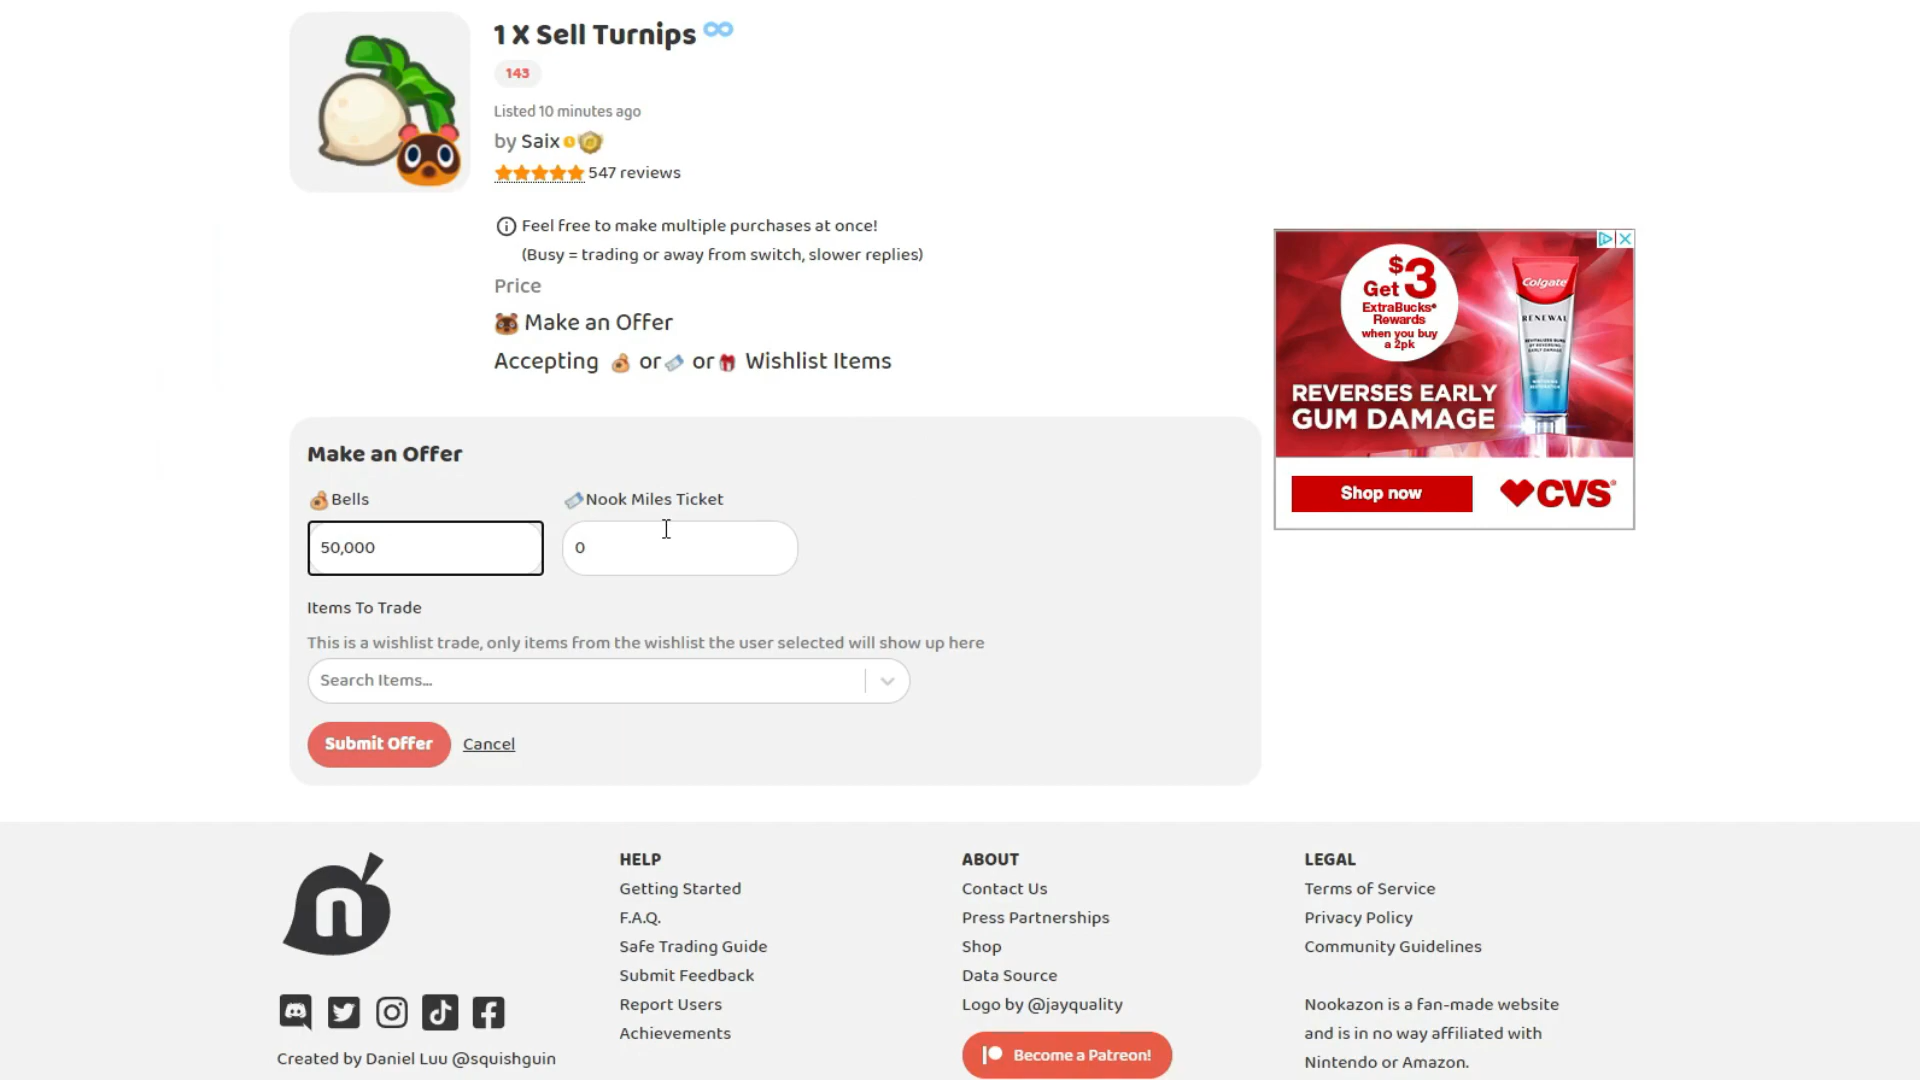 1 X Sell Turnips
143
Listed 10 minutes ago
by Saix
547 reviews
Feel free to make multiple purchases at once!
(Busy = trading or away from switch, slower replies)
Price
Make an Offer
Accepting or or Wishlist Items
Make an Offer
Bells
Nook Miles Ticket
50,000
0
Items To Trade
This is a wishlist trade, only items from the wishlist the user selected will show up here
Search Items...
Submit Offer
Cancel
Get $3
ExtraBucks®
Rewards
when you buy
a 2pk
Colgate
RENEWAL
REVERSES EARLY
GUM DAMAGE
Shop now
CVS®
n
Created by Daniel Luu @squishguin
HELP
Getting Started
F.A.Q.
Safe Trading Guide
Submit Feedback
Report Users
Achievements
ABOUT
Contact Us
Press Partnerships
Shop
Data Source
Logo by @jayquality
Become a Patreon!
LEGAL
Terms of Service
Privacy Policy
Community Guidelines
Nookazon is a fan-made website
and is in no way affiliated with
Nintendo or Amazon.